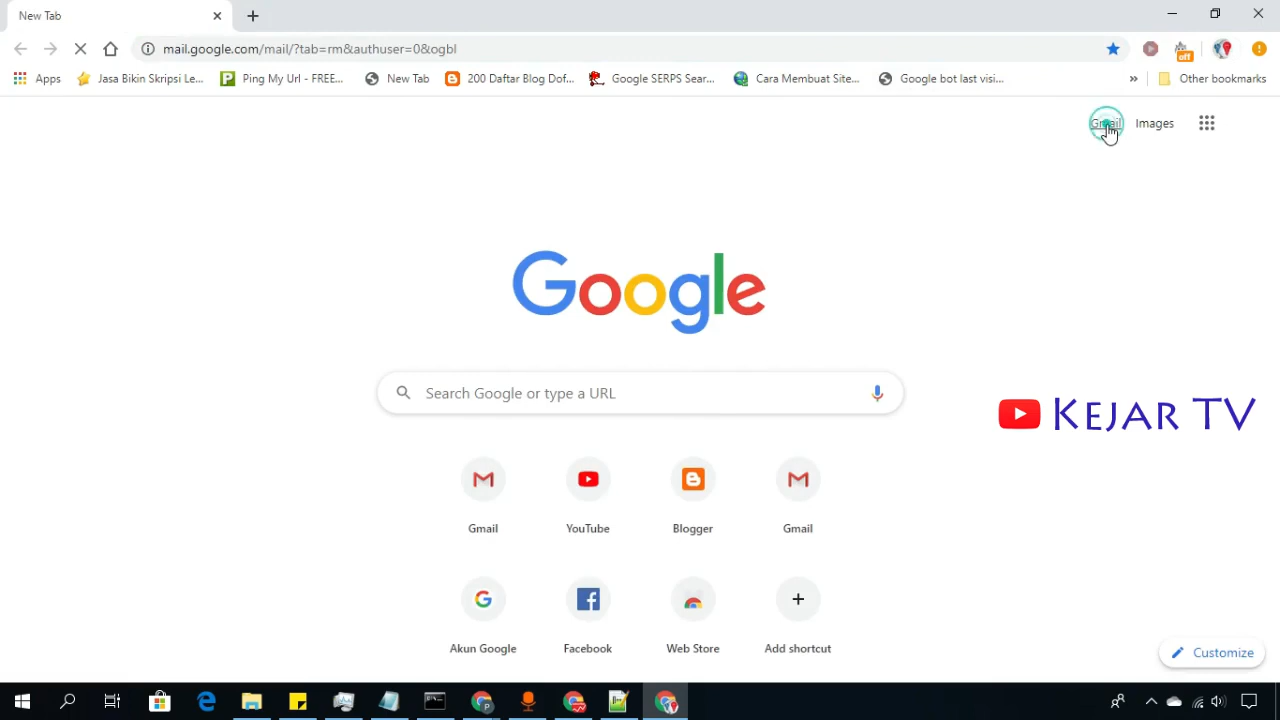 New Tab
mail.google.com/mail/?tab=rm&authuser=0&ogbl
Apps Jasa Bikin Skripsi Le... Ping My Url - FREE... New Tab 200 Daftar Blog Dof... Google SERPS Sear... Cara Membuat Site... Google bot last visi... » Other bookmarks
off
Gmail Images
Google
Search Google or type a URL
KEJAR TV
Gmail YouTube Blogger Gmail
Akun Google Facebook Web Store Add shortcut
Customize